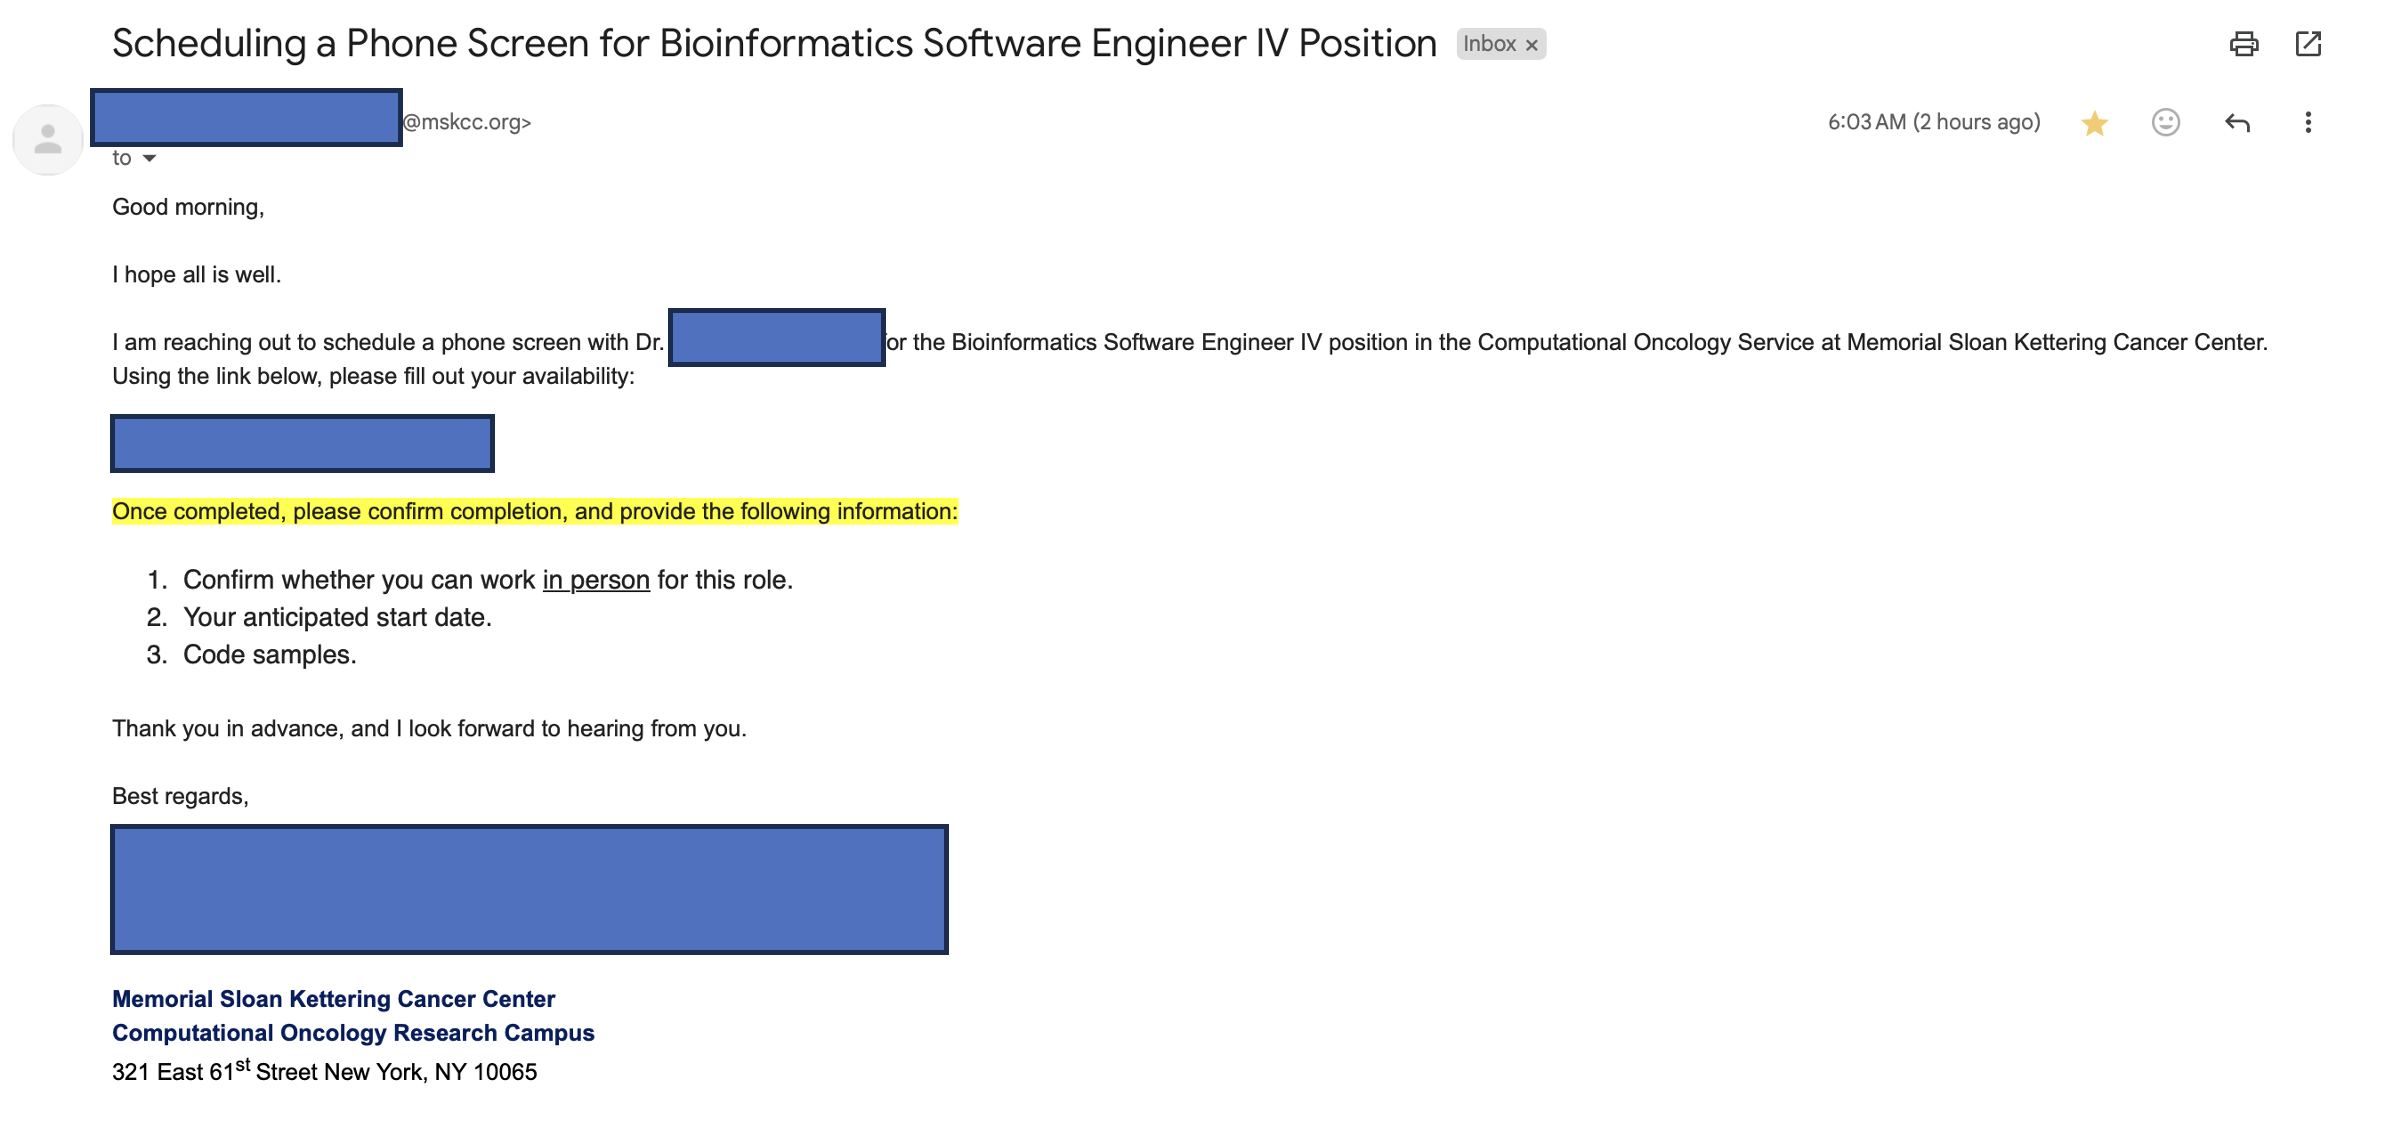 Scheduling a Phone Screen for Bioinformatics Software Engineer IV Position Inbox ×
@mskcc.org>
6:03 AM (2 hours ago)
to
Good morning,
I hope all is well.
I am reaching out to schedule a phone screen with Dr. or the Bioinformatics Software Engineer IV position in the Computational Oncology Service at Memorial Sloan Kettering Cancer Center.
Using the link below, please fill out your availability:
Once completed, please confirm completion, and provide the following information:
1. Confirm whether you can work in person for this role.
2. Your anticipated start date.
3. Code samples.
Thank you in advance, and I look forward to hearing from you.
Best regards,
Memorial Sloan Kettering Cancer Center
Computational Oncology Research Campus
321 East 61st Street New York, NY 10065